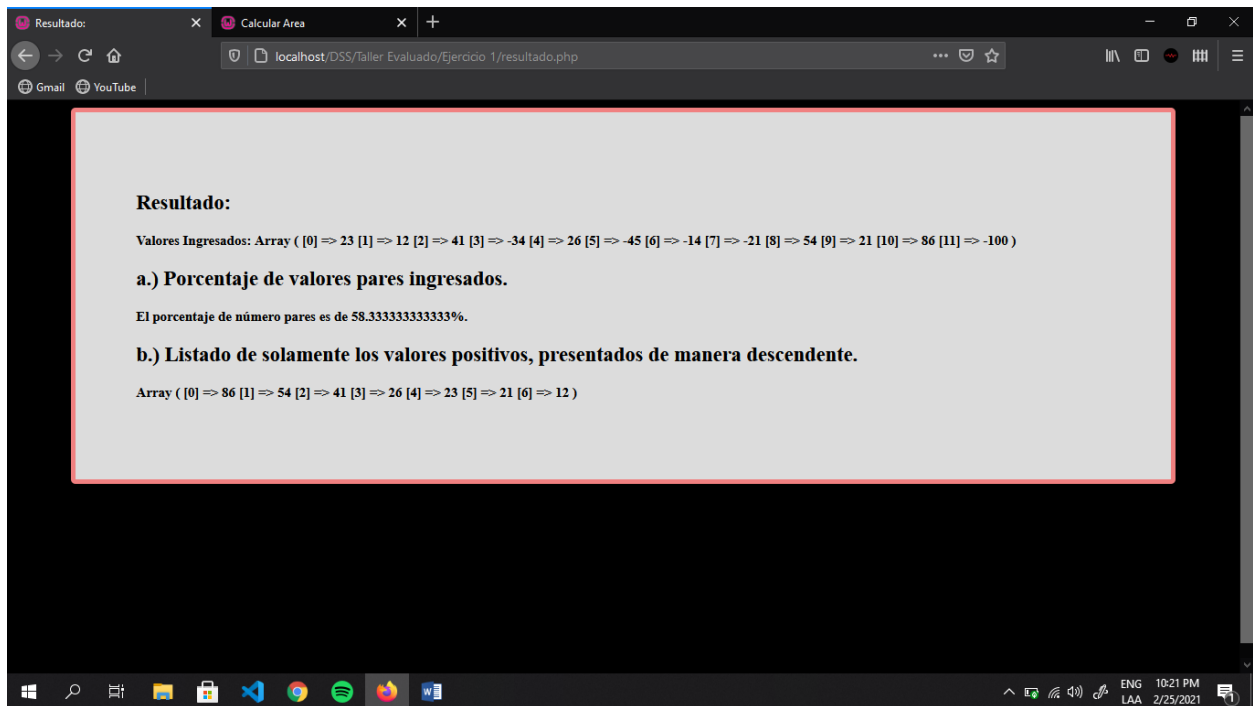 Resultado:
Calcular Area
localhost/DSS/Taller Evaluado/Ejercicio 1/resultado.php
Gmail
YouTube
Resultado:
Valores Ingresados: Array ( [0] => 23 [1] => 12 [2] => 41 [3] => -34 [4] => 26 [5] => -45 [6] => -14 [7] => -21 [8] => 54 [9] => 21 [10] => 86 [11] => -100 )
a.) Porcentaje de valores pares ingresados.
El porcentaje de número pares es de 58.333333333333%.
b.) Listado de solamente los valores positivos, presentados de manera descendente.
Array ( [0] => 86 [1] => 54 [2] => 41 [3] => 26 [4] => 23 [5] => 21 [6] => 12 )
ENG 10:21 PM
LAA 2/25/2021